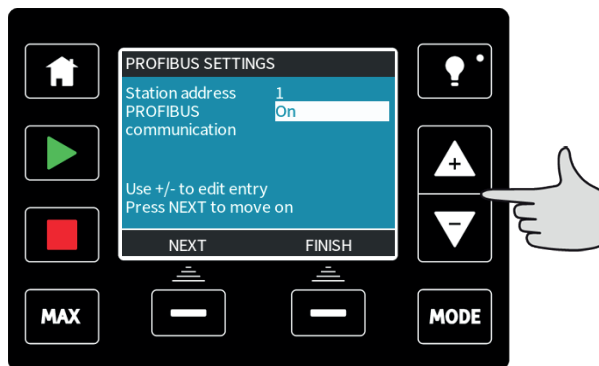 PROFIBUS SETTINGS
Station address 1
PROFIBUS On
communication
Use +/- to edit entry
Press NEXT to move on
NEXT FINISH
+
-
MAX
MODE